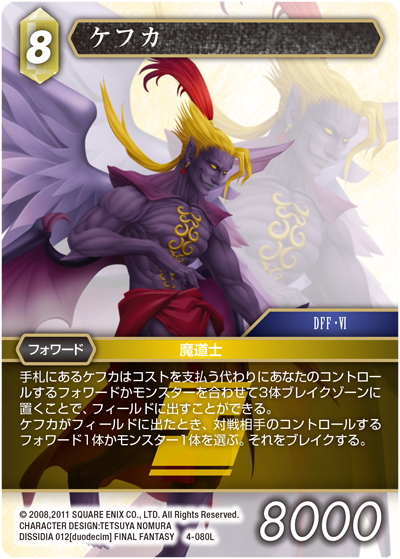 8
ケフカ
DFF・VI
フォワード
魔道士
手札にあるケフカはコストを支払う代わりにあなたのコントロー
ルするフォワードかモンスターを合わせて3体ブレイクゾーンに
置くことで、フィールドに出すことができる。
ケフカがフィールドに出たとき、対戦相手のコントロールする
フォワード1体かモンスター1体を選ぶ。それをブレイクする。
© 2008,2011 SQUARE ENIX CO., LTD. All Rights Reserved.
CHARACTER DESIGN:TETSUYA NOMURA
DISSIDIA 012[duodecim] FINAL FANTASY 4-080L
8000